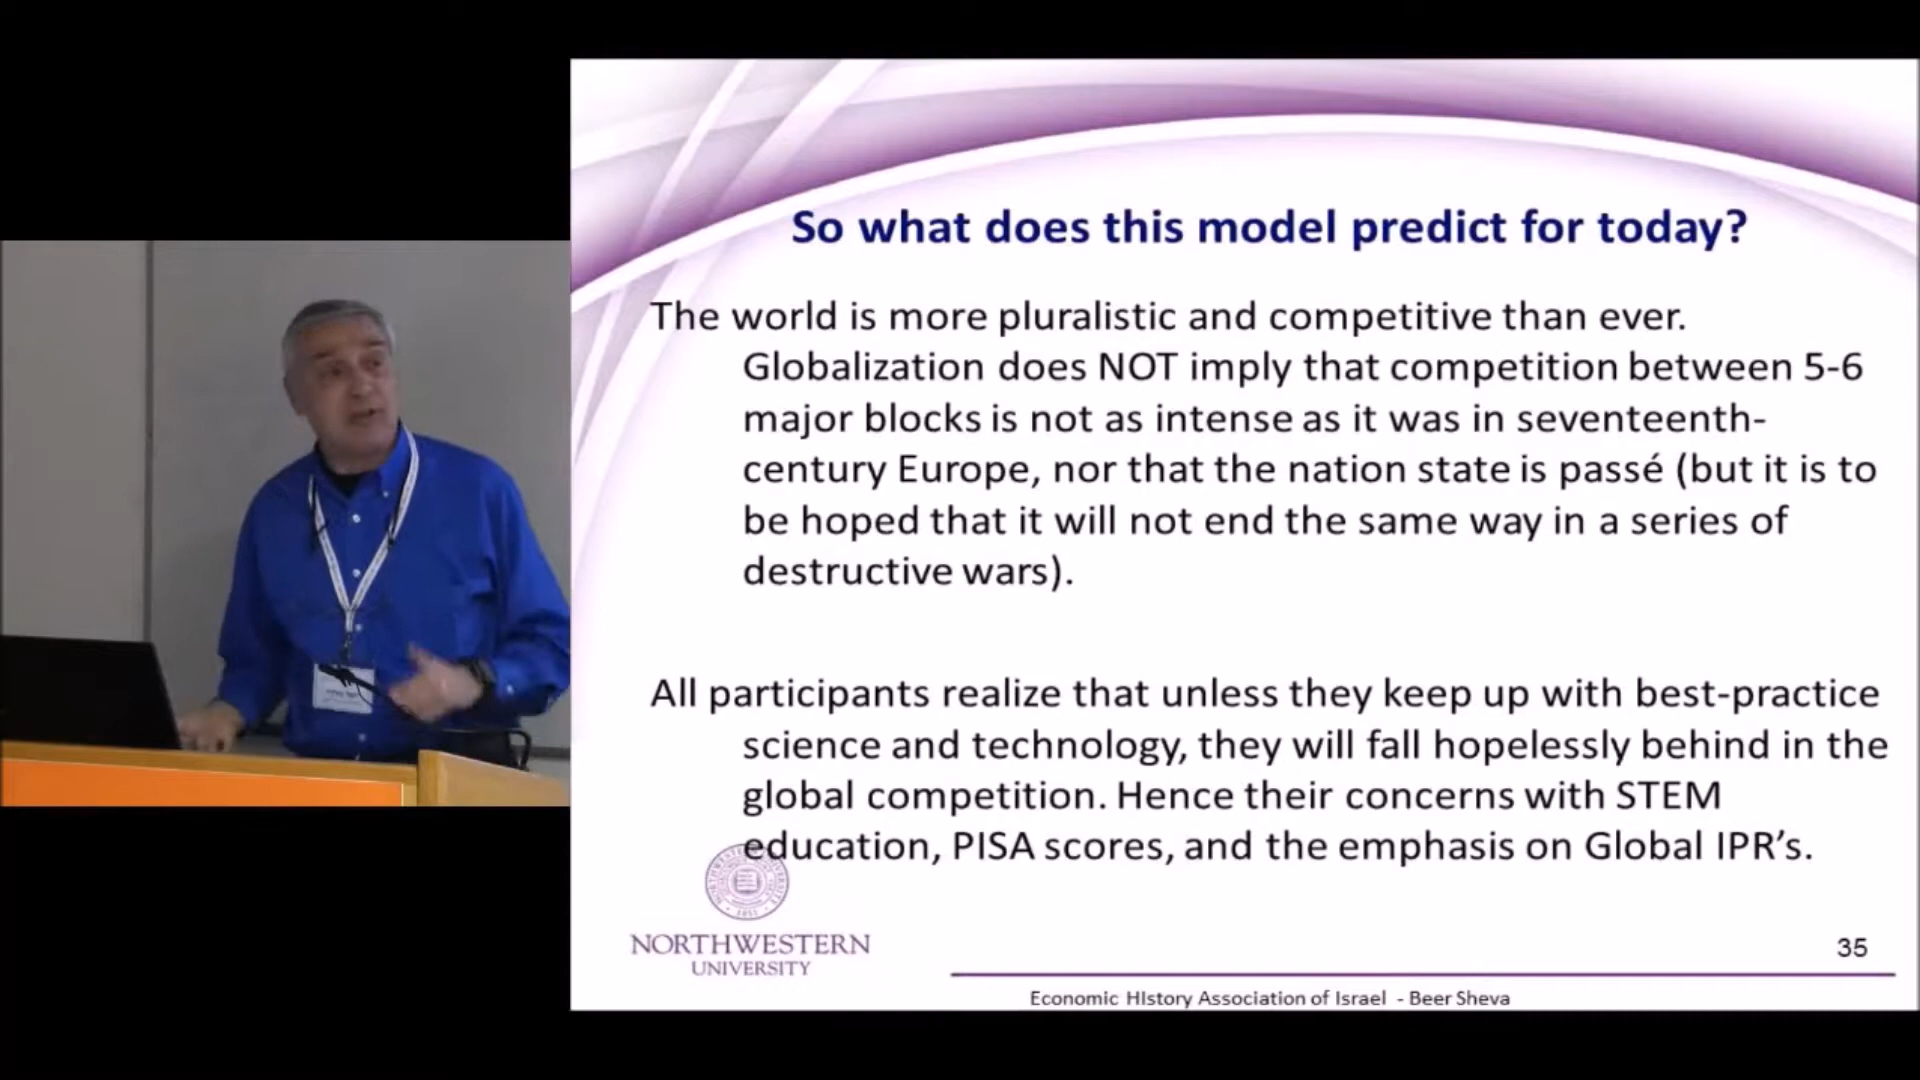 So what does this model predict for today?
The world is more pluralistic and competitive than ever.
Globalization does NOT imply that competition between 5-6
major blocks is not as intense as it was in seventeenth-
century Europe, nor that the nation state is passé (but it is to
be hoped that it will not end the same way in a series of
destructive wars).
All participants realize that unless they keep up with best-practice
science and technology, they will fall hopelessly behind in the
global competition. Hence their concerns with STEM
education, PISA scores, and the emphasis on Global IPR's.
NORTHWESTERN
UNIVERSITY
35
Economic HIstory Association of Israel - Beer Sheva